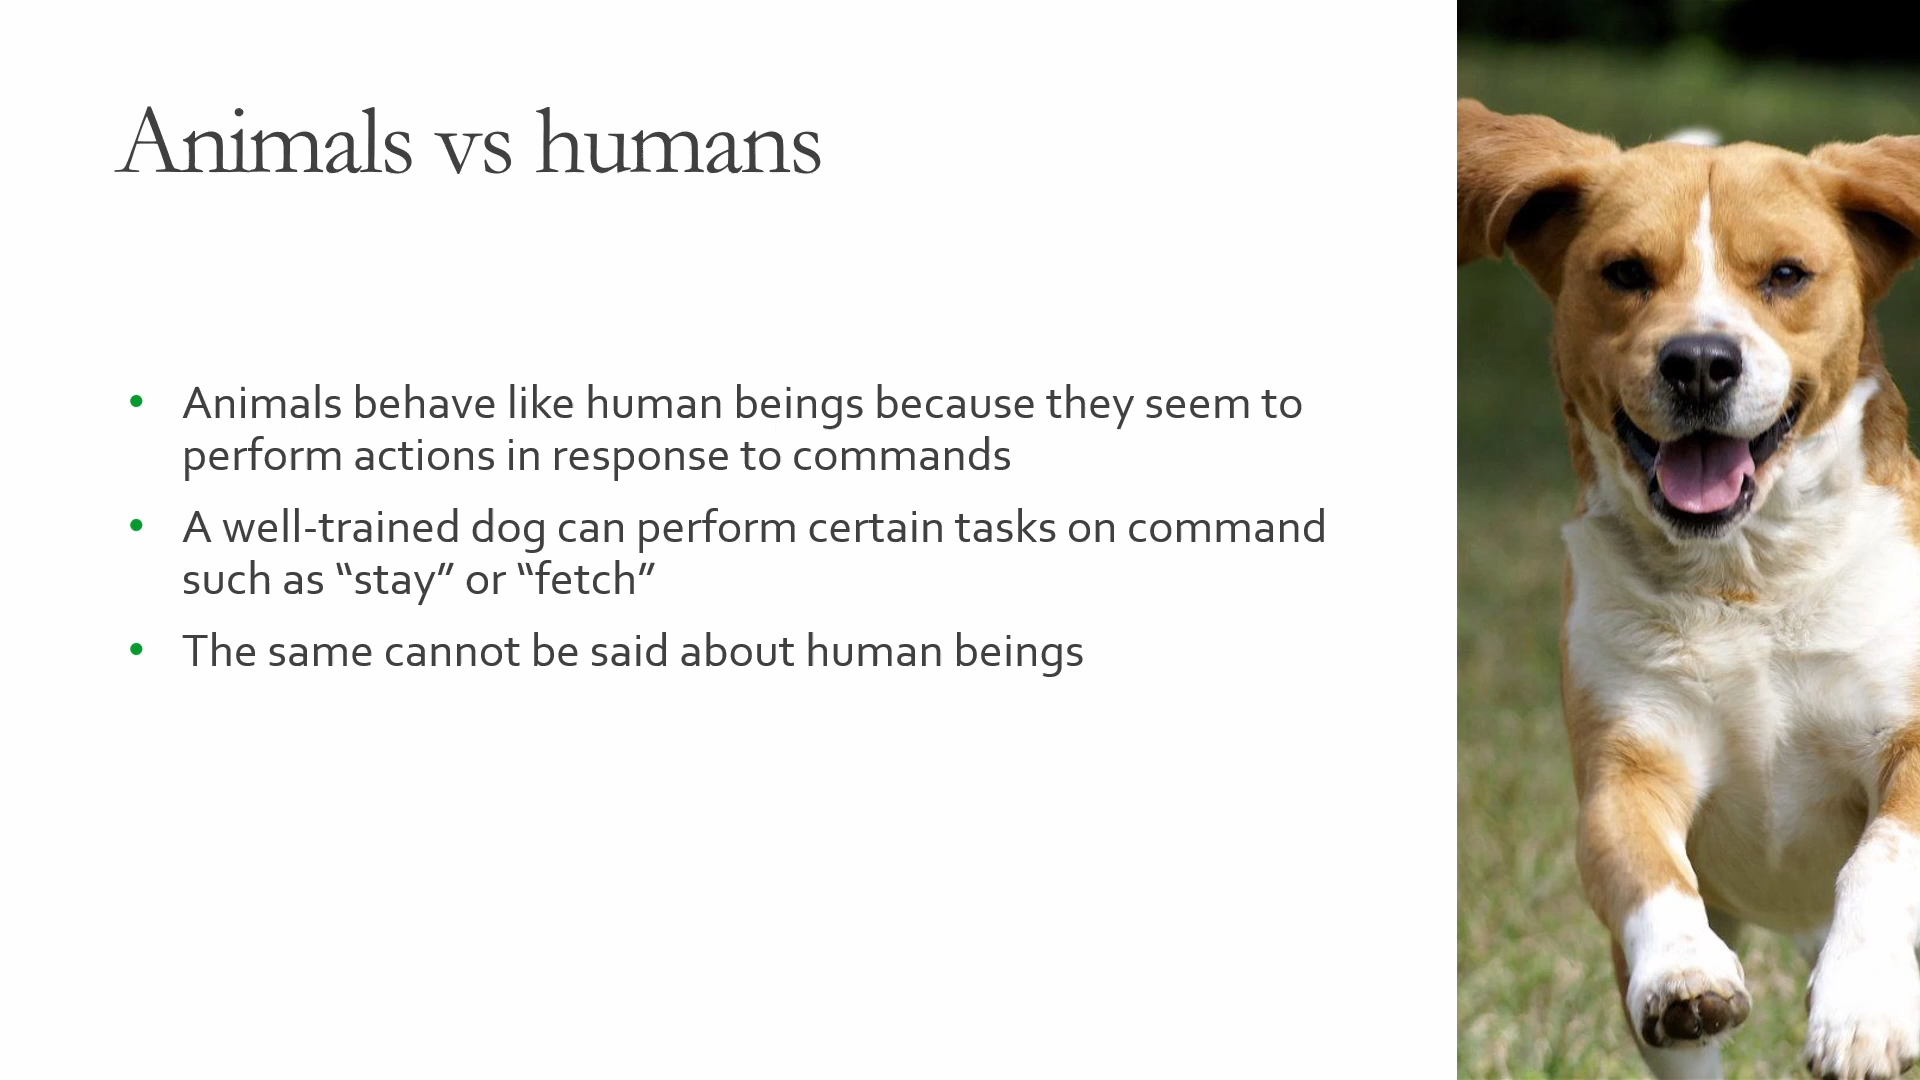 Animals vs humans
• Animals behave like human beings because they seem to
perform actions in response to commands
• A well-trained dog can perform certain tasks on command
such as “stay” or “fetch”
• The same cannot be said about human beings